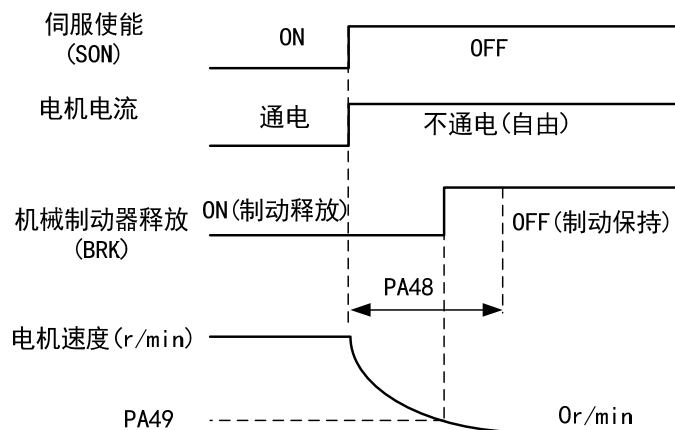 伺服使能
(SON)
ON
OFF
电机电流
通电
不通电(自由)
机械制动器释放
(BRK)
ON(制动释放)
OFF(制动保持)
PA48
电机速度(r/min)
PA49
0r/min